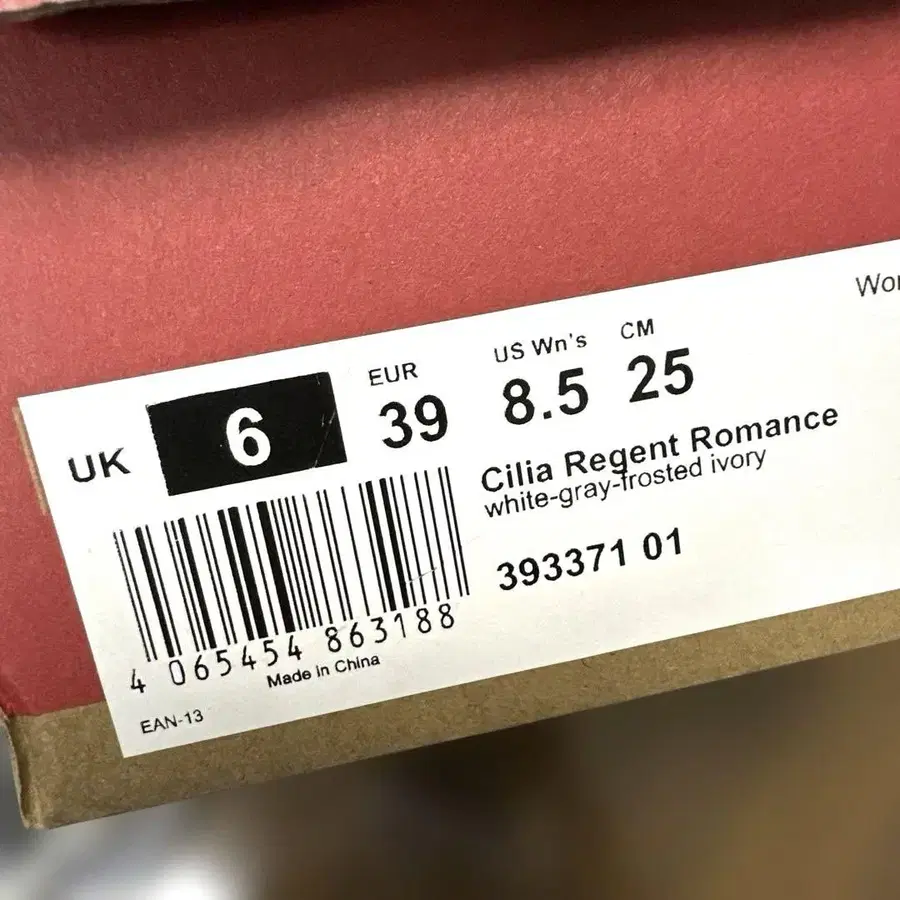 UK 6
EUR 39
US Wn's 8.5
CM 25
Cilia Regent Romance
white-gray-frosted ivory
393371 01
4 065454 863188
Made in China
EAN-13